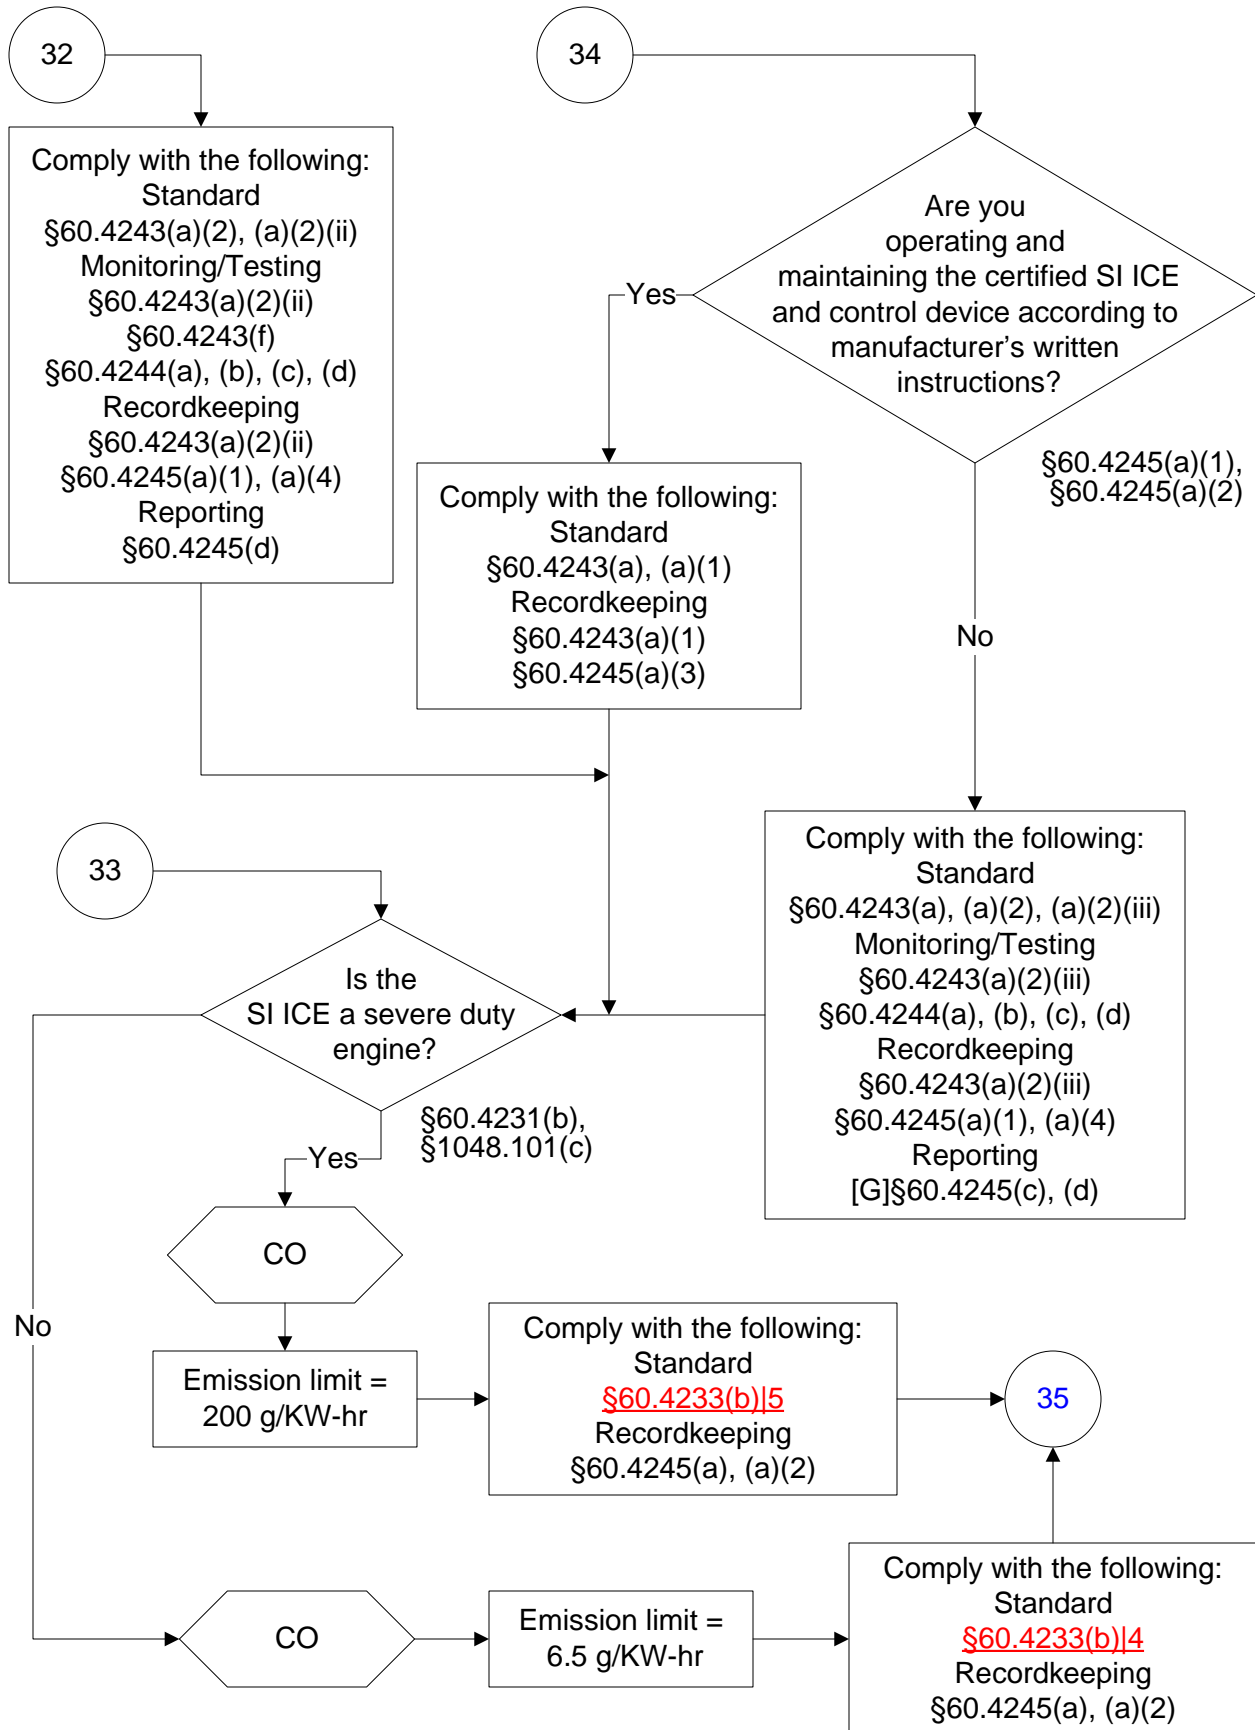 32
34
Comply with the following:
Standard
§60.4243(a)(2), (a)(2)(ii)
Monitoring/Testing
§60.4243(a)(2)(ii)
§60.4243(f)
§60.4244(a), (b), (c), (d)
Recordkeeping
§60.4243(a)(2)(ii)
§60.4245(a)(1), (a)(4)
Reporting
§60.4245(d)
Are you
operating and
maintaining the certified SI ICE
and control device according to
manufacturer's written
instructions?
Yes
§60.4245(a)(1),
§60.4245(a)(2)
Comply with the following:
Standard
§60.4243(a), (a)(1)
Recordkeeping
§60.4243(a)(1)
§60.4245(a)(3)
No
33
Comply with the following:
Standard
§60.4243(a), (a)(2), (a)(2)(iii)
Monitoring/Testing
§60.4243(a)(2)(iii)
§60.4244(a), (b), (c), (d)
Recordkeeping
§60.4243(a)(2)(iii)
§60.4245(a)(1), (a)(4)
Reporting
[G]§60.4245(c), (d)
Is the
SI ICE a severe duty
engine?
§60.4231(b),
§1048.101(c)
Yes
CO
No
Emission limit =
200 g/KW-hr
Comply with the following:
Standard
§60.4233(b)|5
Recordkeeping
§60.4245(a), (a)(2)
35
CO
Emission limit =
6.5 g/KW-hr
Comply with the following:
Standard
§60.4233(b)|4
Recordkeeping
§60.4245(a), (a)(2)